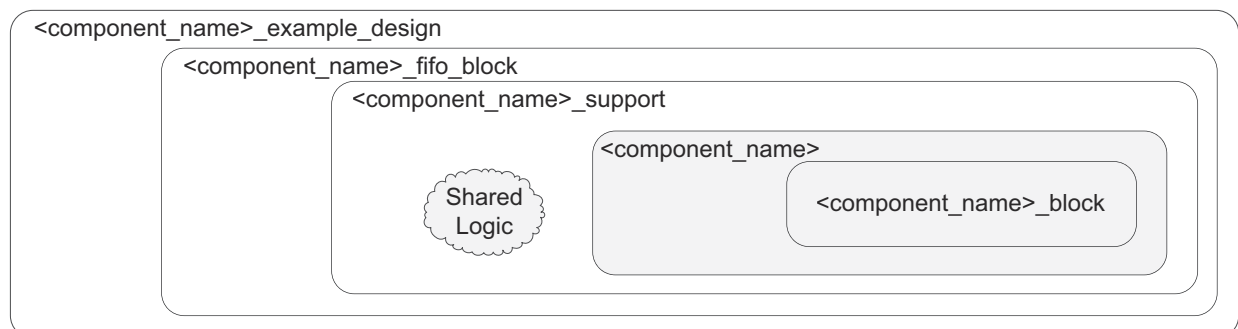 <component_name>_example_design
<component_name>_fifo_block
<component_name>_support
<component_name>
Shared
Logic
<component_name>_block